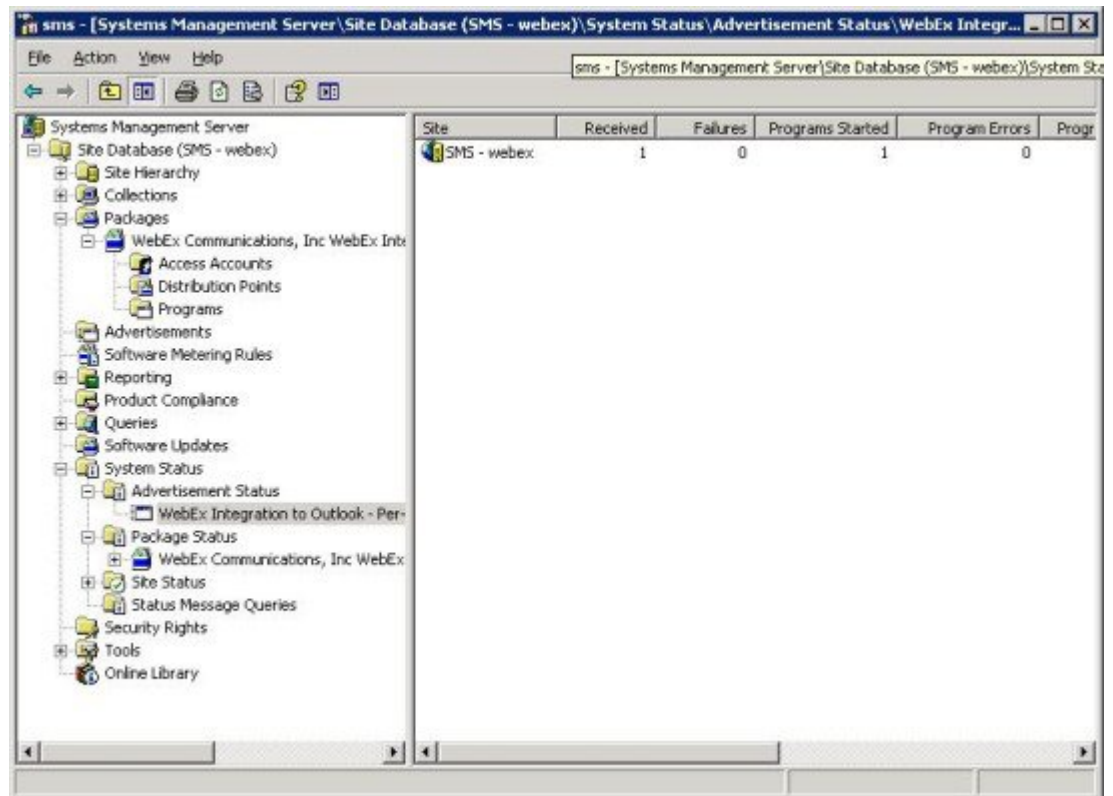 sms - [Systems Management Server\Site Database (SMS - webex)\System Status\Advertisement Status\WebEx Integr...
File Action View Help
sms - [Systems Management Server\Site Database (SMS - webex)\System Sta
Systems Management Server
Site Database (SMS - webex)
Site Hierarchy
Collections
Packages
WebEx Communications, Inc WebEx Inte
Access Accounts
Distribution Points
Programs
Advertisements
Software Metering Rules
Reporting
Product Compliance
Queries
Software Updates
System Status
Advertisement Status
WebEx Integration to Outlook - Per-
Package Status
WebEx Communications, Inc WebEx
Site Status
Status Message Queries
Security Rights
Tools
Online Library
Site Received Failures Programs Started Program Errors Progr
SMS - webex 1 0 1 0